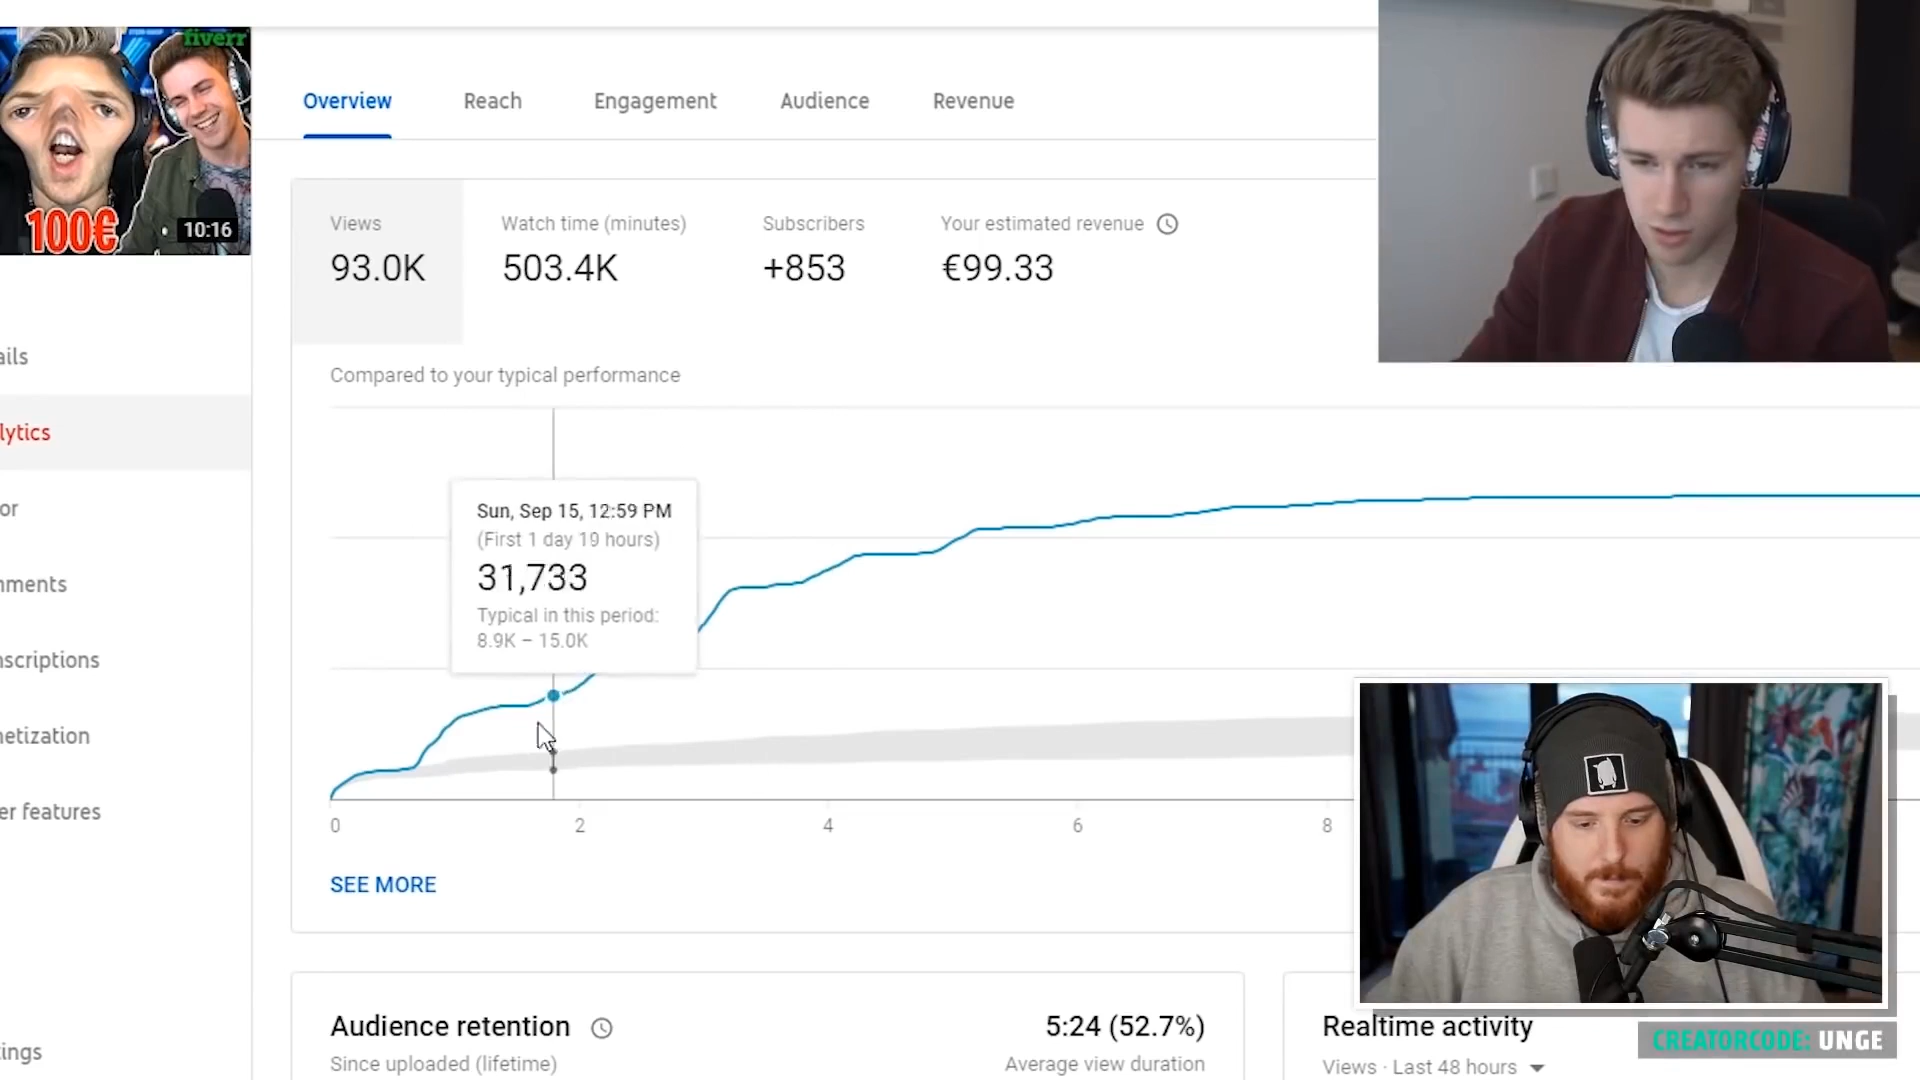 fiverr
100€
10:16
ails
lytics
or
nments
nscriptions
netization
er features
ings
Overview Reach Engagement Audience Revenue
Views
93.0K
Watch time (minutes)
503.4K
Subscribers
+853
Your estimated revenue
€99.33
Compared to your typical performance
Sun, Sep 15, 12:59 PM
(First 1 day 19 hours)
31,733
Typical in this period:
8.9K – 15.0K
0 2 4 6 8
SEE MORE
Audience retention
Since uploaded (lifetime)
5:24 (52.7%)
Average view duration
Realtime activity
Views · Last 48 hours
CREATORCODE: UNGE